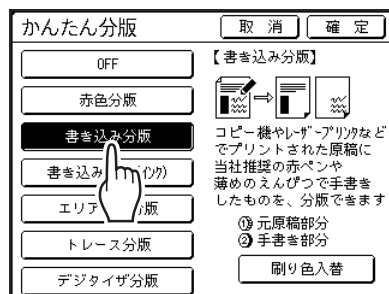 かんたん分版
取 消
確 定
OFF
赤色分版
書き込み分版
書き込み
ｲﾝｸ)
エリア
版
トレース分版
デジタイザ分版
【書き込み分版】
コピー機やﾚｰｻﾞｰﾌﾟﾘﾝﾀなど
でプリントされた原稿に
当社推奨の赤ペンや
薄めのえんぴつで手書き
したものを、分版できます
① 元原稿部分
② 手書き部分
刷り色入替